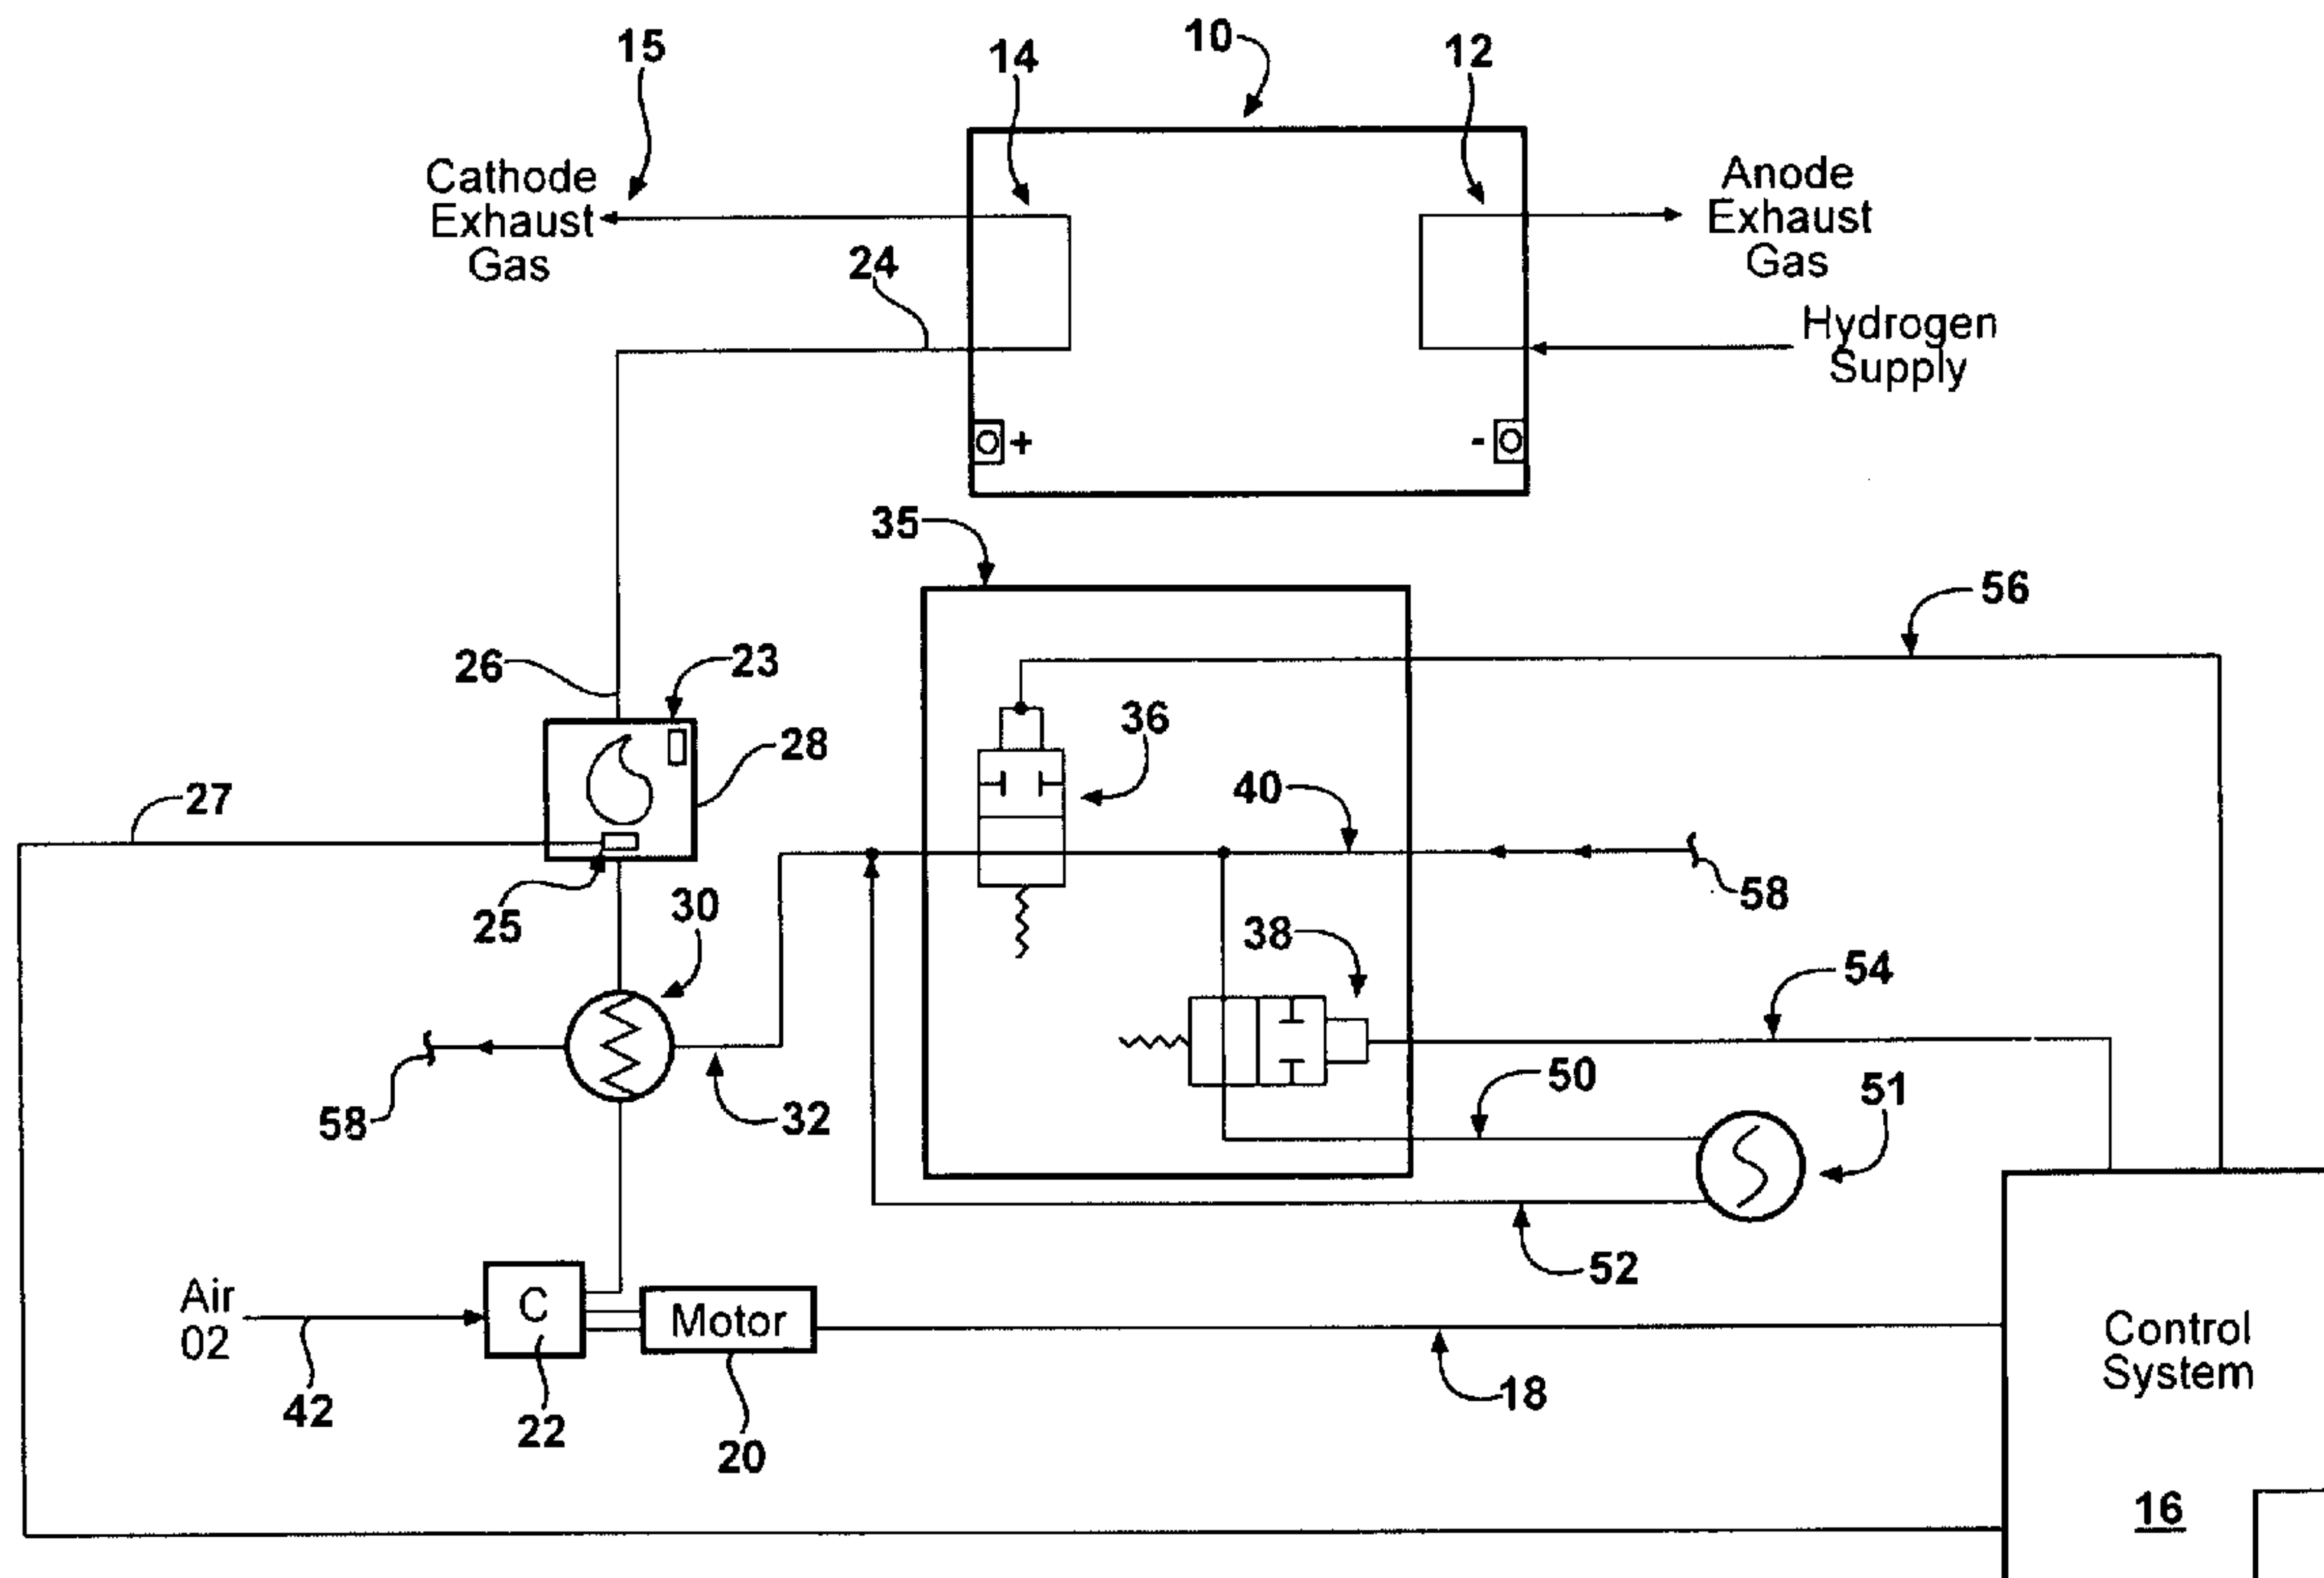 15
14
10
12
Cathode
Exhaust
Gas
Anode
Exhaust
Gas
24
Hydrogen
Supply
+
-
35
56
26
23
36
28
27
40
58
25
30
38
54
58
32
50
51
52
Air
02
C
Motor
Control
System
42
22
20
18
16